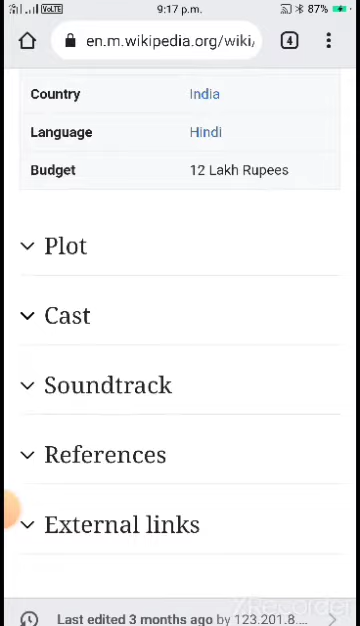 VoLTE 9:17 p.m. 87%
en.m.wikipedia.org/wiki/ 4
Country India
Language Hindi
Budget 12 Lakh Rupees
Plot
Cast
Soundtrack
References
External links
Last edited 3 months ago by 123.201.8....